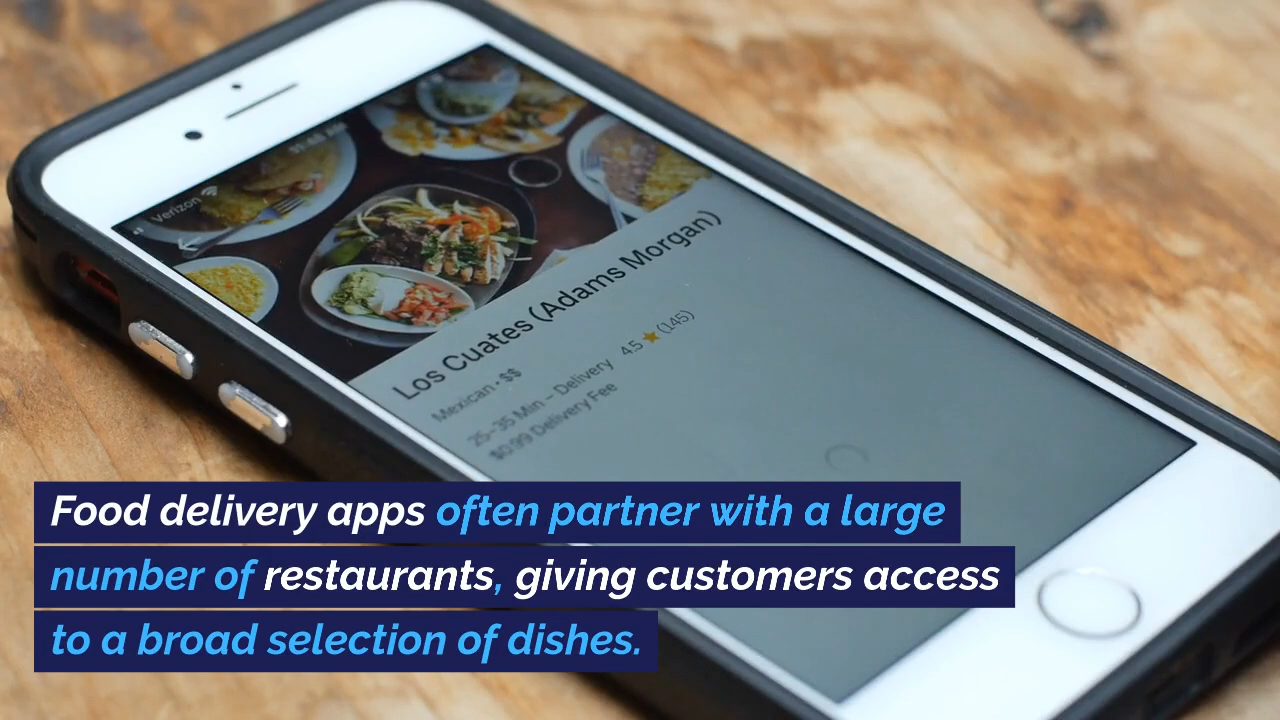 Verizon
Los Cuates (Adams Morgan)
Mexican • $$
25–35 Min – Delivery 4.5 ★ (145)
$0.99 Delivery Fee
Food delivery apps often partner with a large
number of restaurants, giving customers access
to a broad selection of dishes.